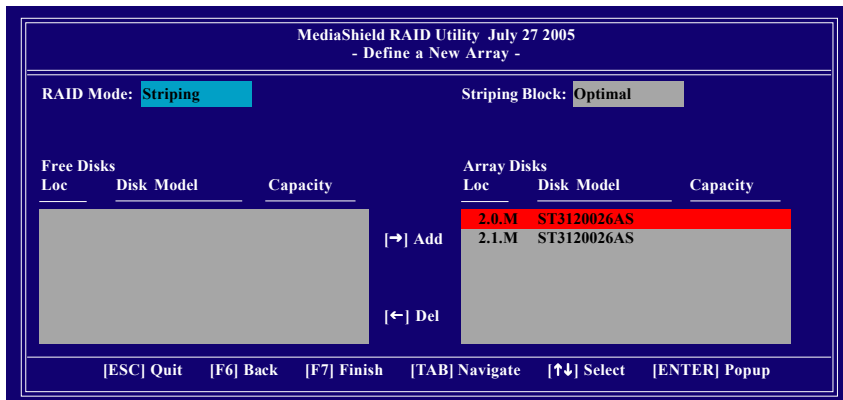 MediaShield RAID Utility July 27 2005
- Define a New Array -
RAID Mode: Striping
Striping Block: Optimal
Free Disks
Loc Disk Model Capacity
Array Disks
Loc Disk Model Capacity
2.0.M ST3120026AS
2.1.M ST3120026AS
[→] Add
[←] Del
[ESC] Quit [F6] Back [F7] Finish [TAB] Navigate [↑↓] Select [ENTER] Popup